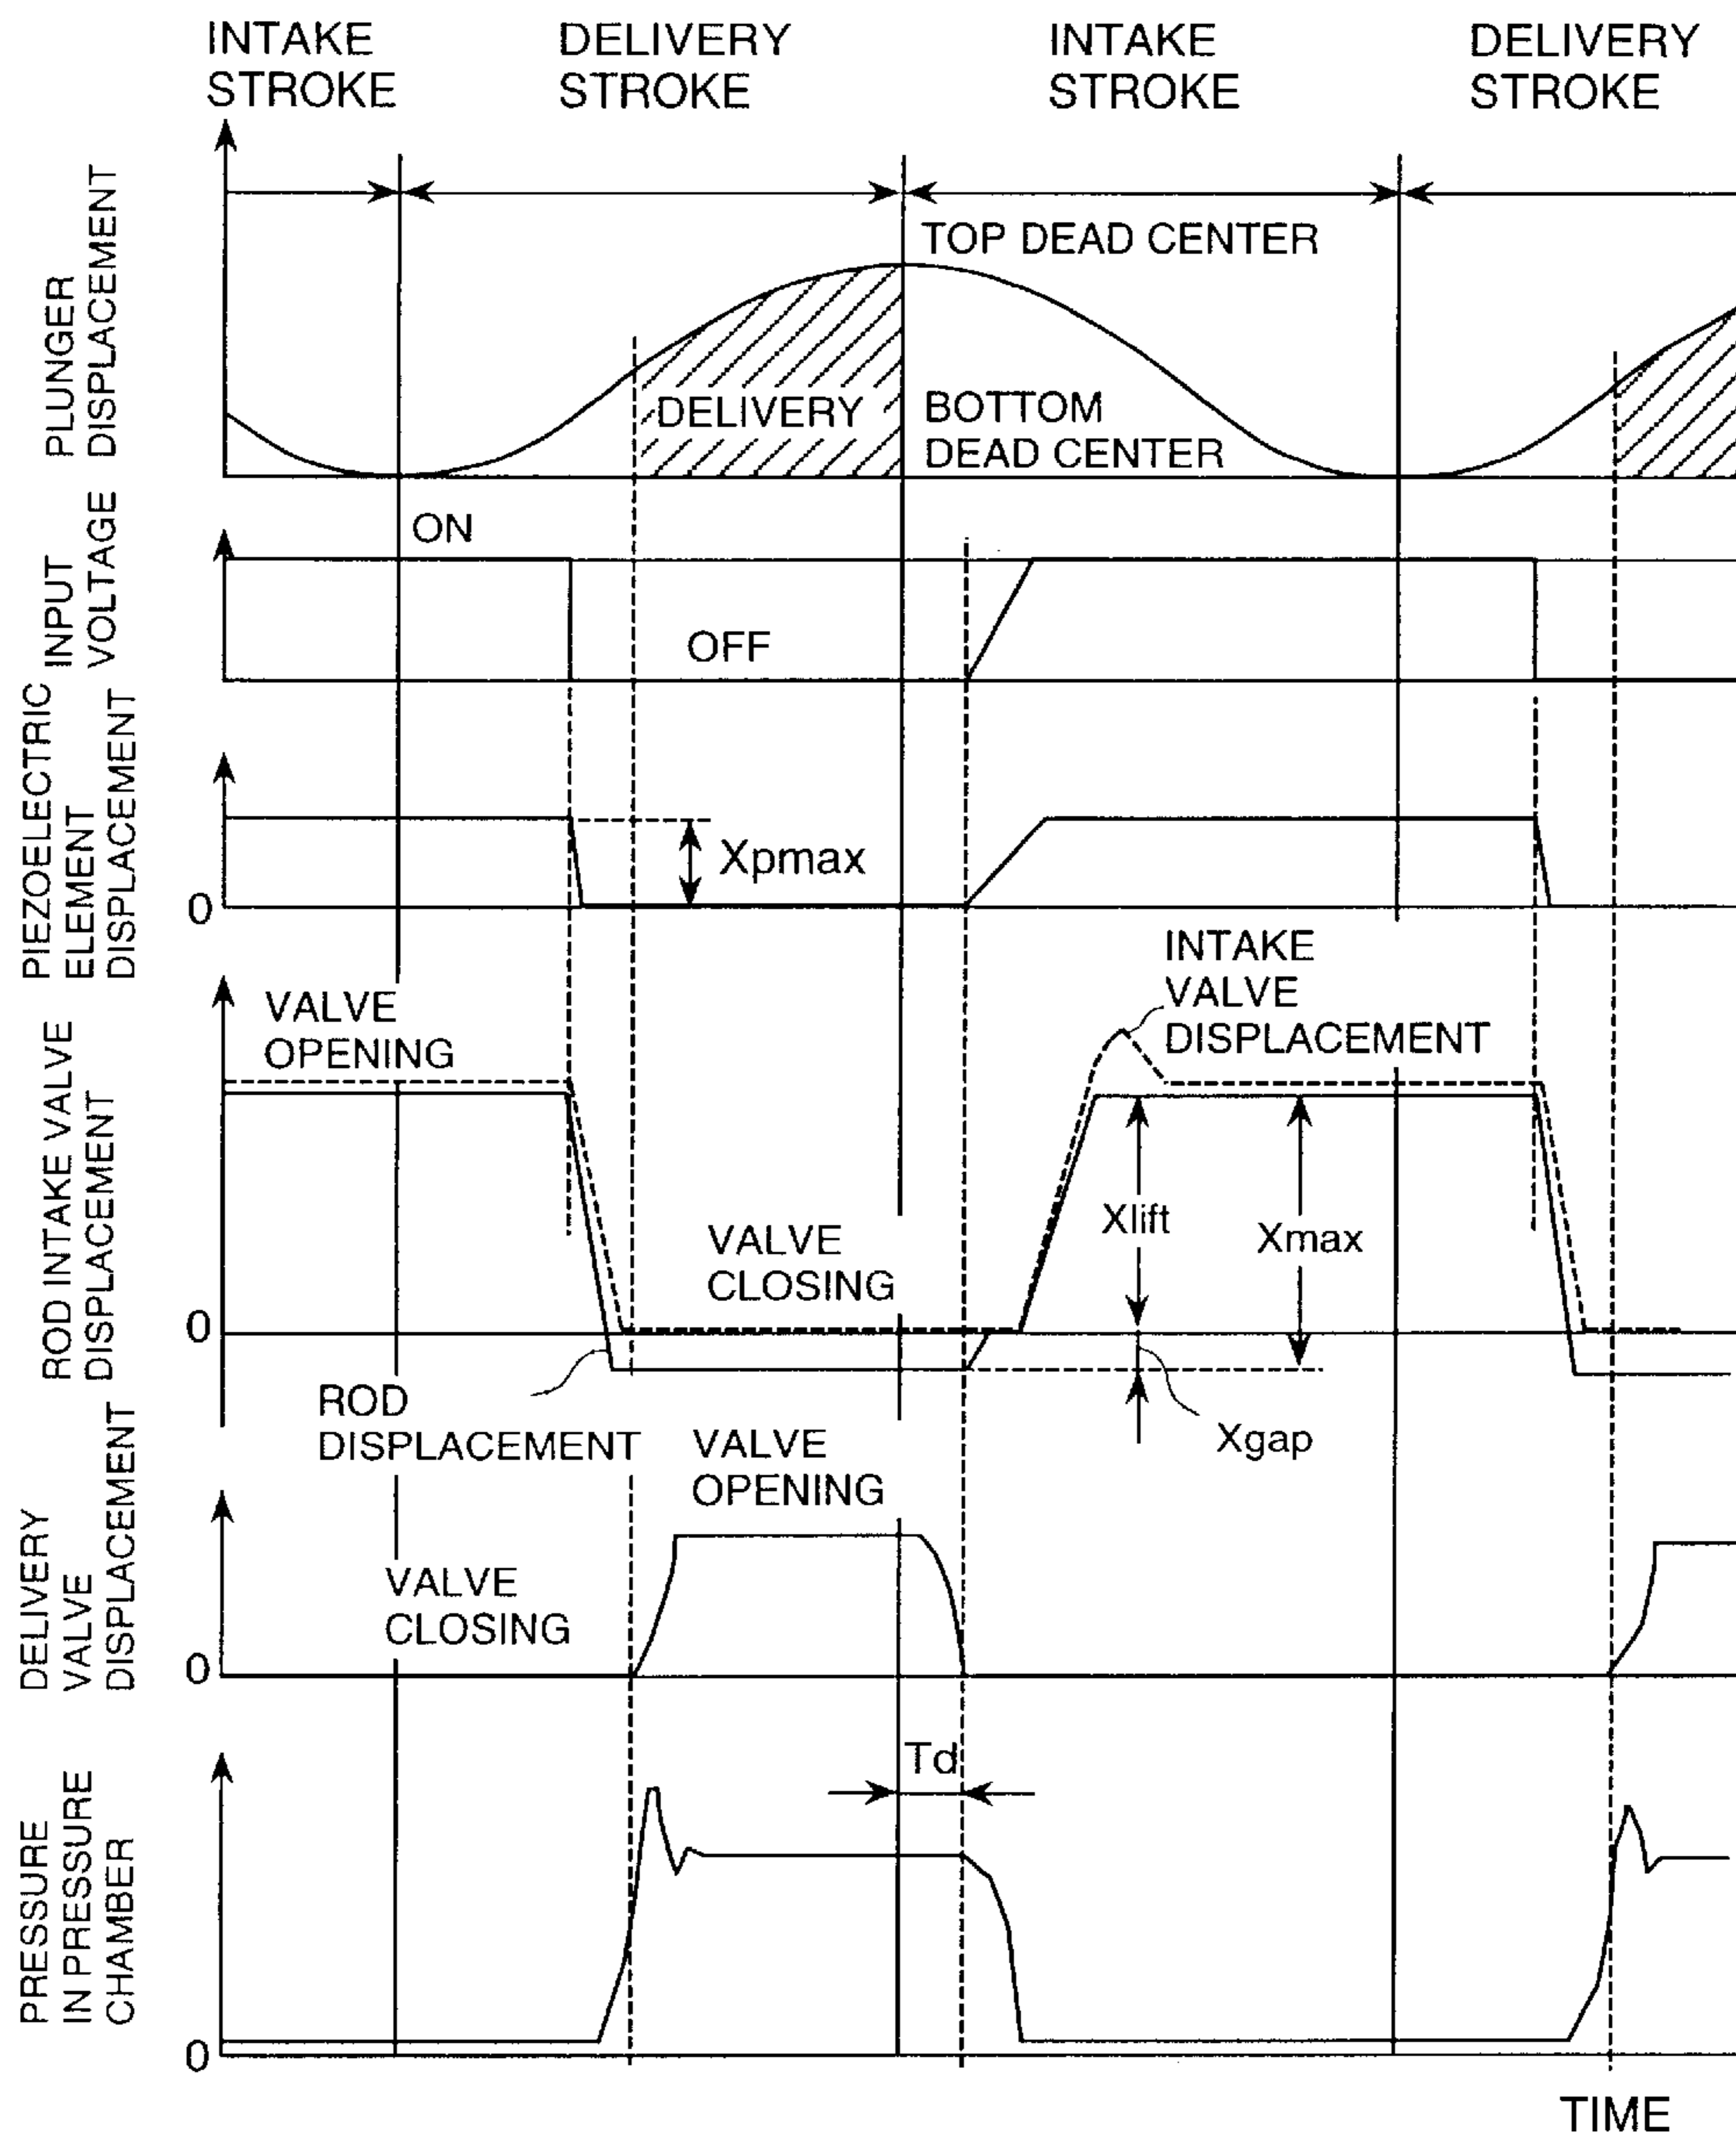 INTAKE
STROKE
DELIVERY
STROKE
INTAKE
STROKE
DELIVERY
STROKE
PLUNGER
DISPLACEMENT
TOP DEAD CENTER
DELIVERY
BOTTOM
DEAD CENTER
INPUT
VOLTAGE
ON
OFF
PIEZOELECTRIC
ELEMENT
DISPLACEMENT
Xpmax
0
ROD INTAKE VALVE
DISPLACEMENT
VALVE
OPENING
INTAKE
VALVE
DISPLACEMENT
VALVE
CLOSING
Xlift
Xmax
0
ROD
DISPLACEMENT
Xgap
DELIVERY
VALVE
DISPLACEMENT
VALVE
OPENING
VALVE
CLOSING
0
PRESSURE
IN PRESSURE
CHAMBER
Td
0
TIME